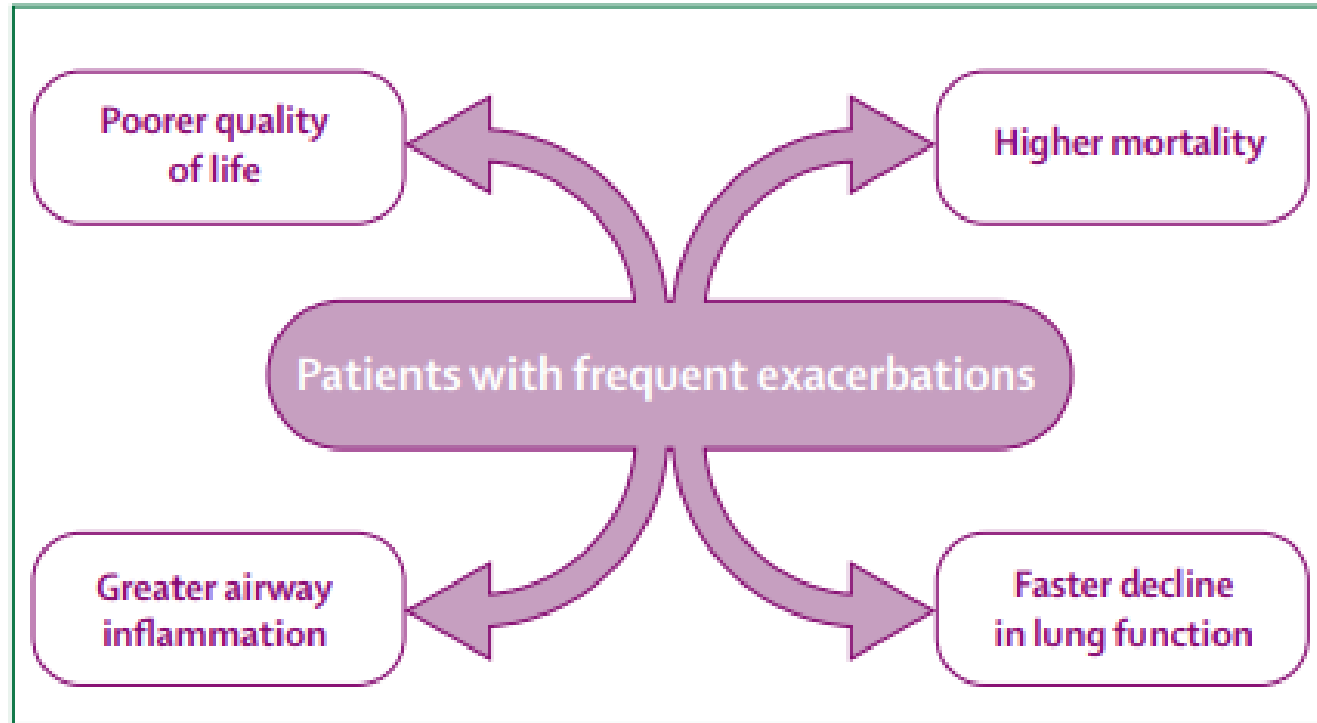 Poorer quality
of life
Higher mortality
Patients with frequent exacerbations
Greater airway
inflammation
Faster decline
in lung function